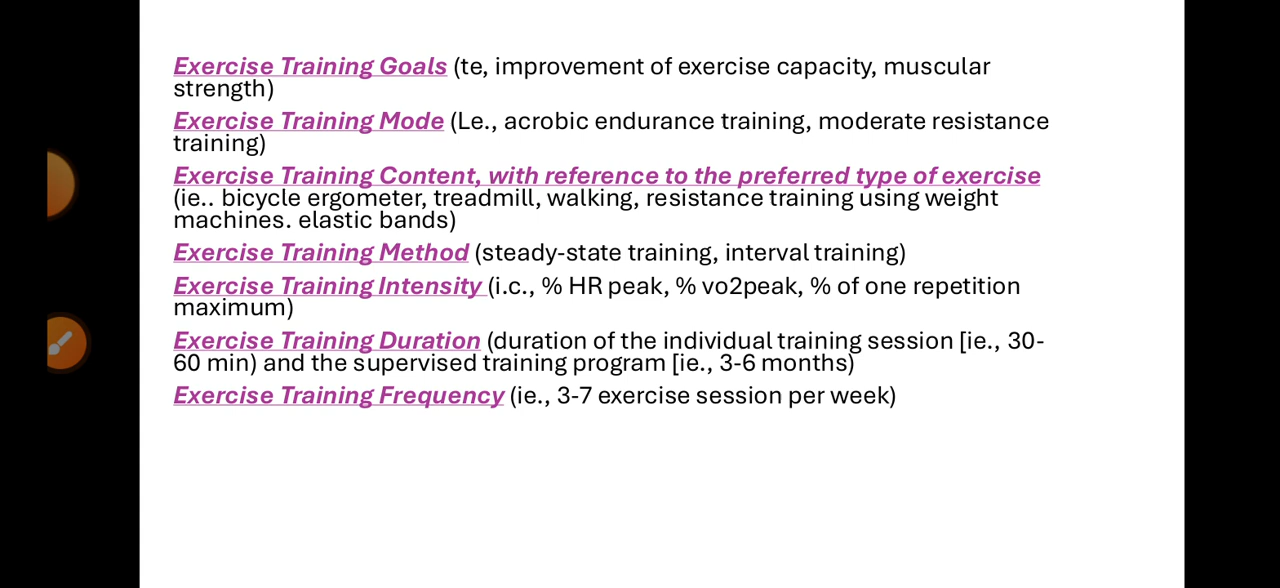 Exercise Training Goals (te, improvement of exercise capacity, muscular
strength)
Exercise Training Mode (Le., acrobic endurance training, moderate resistance
training)
Exercise Training Content, with reference to the preferred type of exercise
(ie.. bicycle ergometer, treadmill, walking, resistance training using weight
machines. elastic bands)
Exercise Training Method (steady-state training, interval training)
Exercise Training Intensity (i.c., % HR peak, % vo2peak, % of one repetition
maximum)
Exercise Training Duration (duration of the individual training session [ie., 30-
60 min) and the supervised training program [ie., 3-6 months)
Exercise Training Frequency (ie., 3-7 exercise session per week)